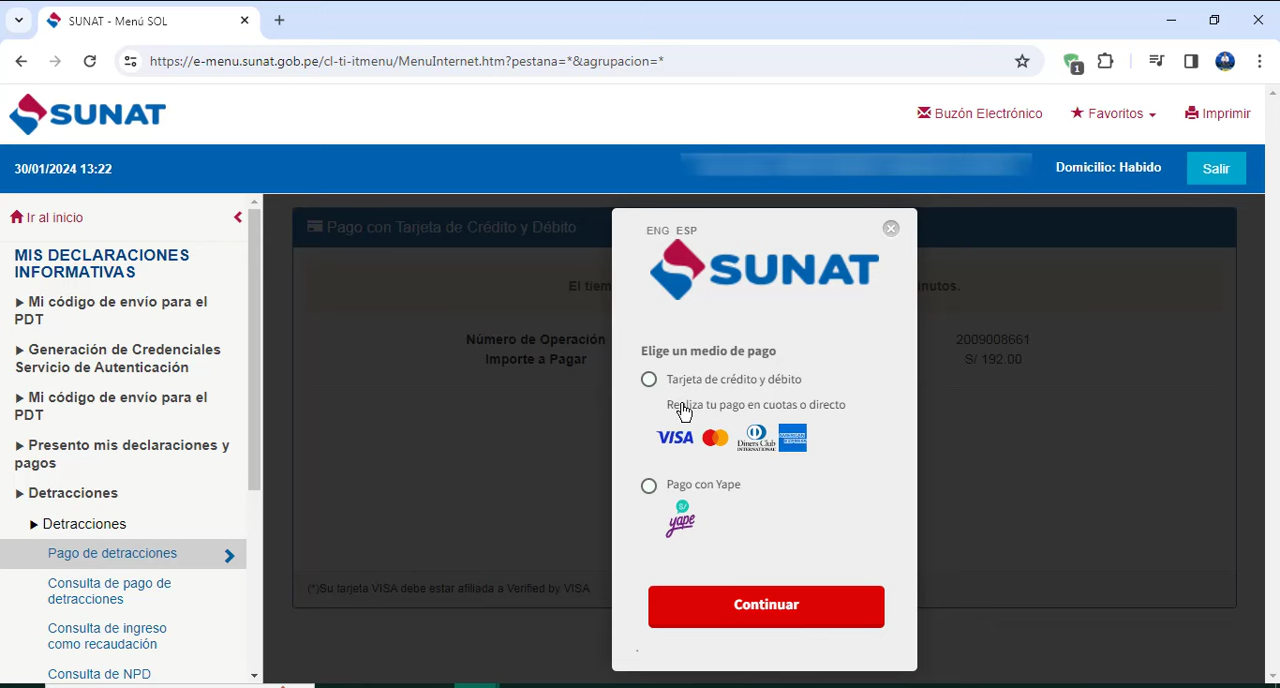 SUNAT - Menú SOL
https://e-menu.sunat.gob.pe/cl-ti-itmenu/MenuInternet.htm?pestana=*&agrupacion=*
1
SUNAT
Buzón Electrónico
Favoritos
Imprimir
30/01/2024 13:22
Domicilio: Habido
Salir
Ir al inicio
MIS DECLARACIONES
INFORMATIVAS
Mi código de envío para el
PDT
Generación de Credenciales
Servicio de Autenticación
Mi código de envío para el
PDT
Presento mis declaraciones y
pagos
Detracciones
Detracciones
Pago de detracciones
Consulta de pago de
detracciones
Consulta de ingreso
como recaudación
Consulta de NPD
Pago con Tarjeta de Crédito y Débito
El
Número de Operación
2009008661
Importe a Pagar
S/ 192.00
(*)Su tarjeta VISA debe estar afiliada a Verified by VISA
ENG ESP
SUNAT
Elige un medio de pago
Tarjeta de crédito y débito
Realiza tu pago en cuotas o directo
VISA
Diners Club
INTERNATIONAL
AMERICAN
EXPRESS
Pago con Yape
S/
yape
Continuar